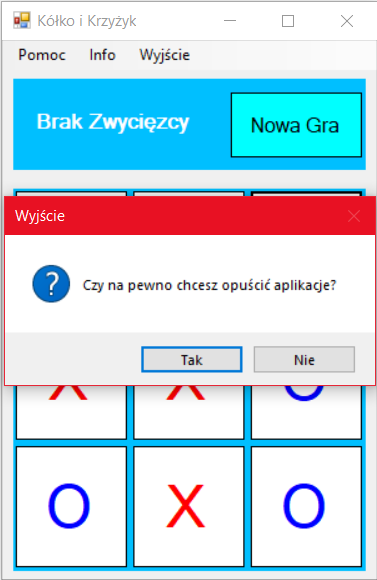 Kółko i Krzyżyk
Pomoc Info Wyjście
Brak Zwycięzcy
Nowa Gra
Wyjście
Czy na pewno chcesz opuścić aplikacje?
Tak Nie
X X O
O X O